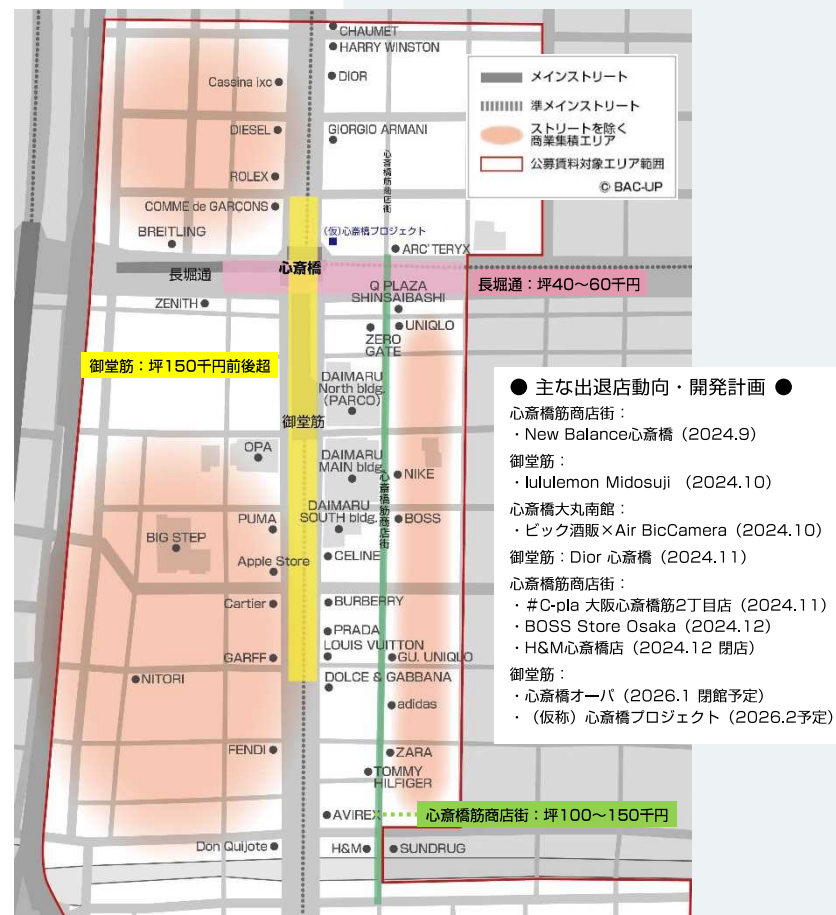 CHAUMET
HARRY WINSTON
DIOR
Cassina ixc
DIESEL
GIORGIO ARMANI
心斎橋筋商店街
ROLEX
COMME de GARÇONS
BREITLING
(仮)心斎橋プロジェクト
ARC'TERYX
長堀通
心斎橋
ZENITH
Q PLAZA
SHINSAIBASHI
長堀通：坪40～60千円
UNIQLO
ZERO
GATE
御堂筋：坪150千円前後超
DAIMARU
North bldg.
(PARCO)
御堂筋
OPA
DAIMARU
MAIN bldg.
心斎橋筋商店街
NIKE
DAIMARU
SOUTH bldg.
BOSS
PUMA
BIG STEP
CELINE
Apple Store
Cartier
BURBERRY
PRADA
LOUIS VUITTON
GARFF
GU. UNIQLO
NITORI
DOLCE & GABBANA
adidas
FENDI
ZARA
TOMMY
HILFIGER
AVIREX
心斎橋筋商店街：坪100～150千円
Don Quijote
H&M
SUNDRUG
メインストリート
準メインストリート
ストリートを除く
商業集積エリア
公募賃料対象エリア範囲
© BAC-UP
● 主な出退店動向・開発計画 ●
心斎橋筋商店街：
・New Balance心斎橋（2024.9）
御堂筋：
・lululemon Midosuji （2024.10）
心斎橋大丸南館：
・ビック酒販×Air BicCamera（2024.10）
御堂筋：Dior 心斎橋（2024.11）
心斎橋筋商店街：
・＃C-pla 大阪心斎橋筋2丁目店（2024.11）
・BOSS Store Osaka（2024.12）
・H&M心斎橋店（2024.12 閉店）
御堂筋：
・心斎橋オーパ（2026.1 閉館予定）
・（仮称）心斎橋プロジェクト（2026.2予定）